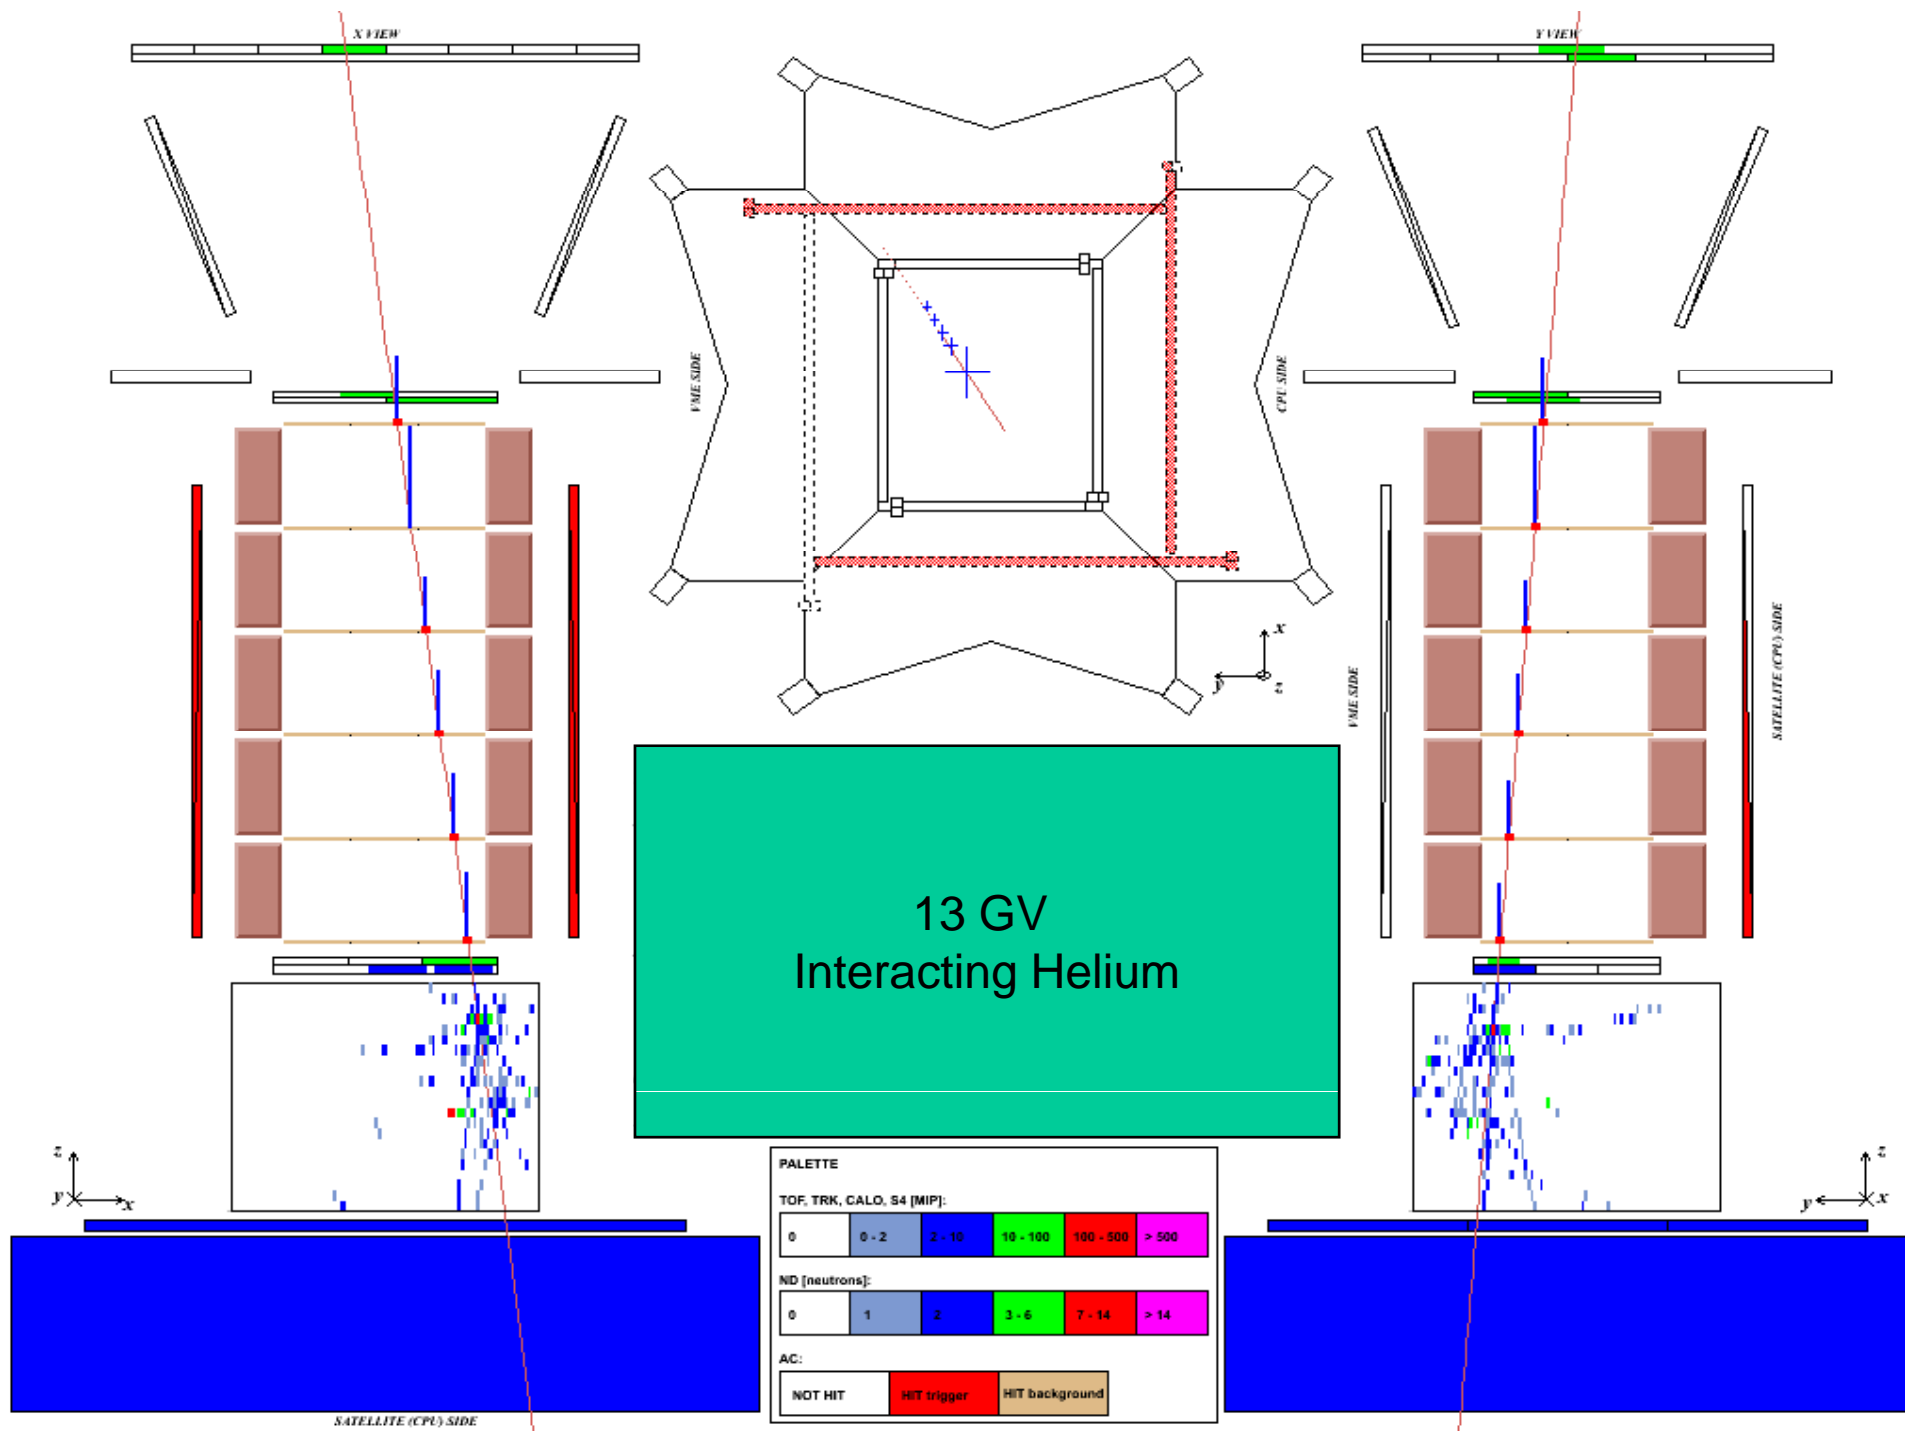 X VIEW
Y VIEW
VME SIDE
CPU SIDE
x
y
z
VME SIDE
SATELLITE (CPU) SIDE
13 GV
Interacting Helium
z
y
x
z
y
x
PALETTE
TOF, TRK, CALO, S4 [MIP]:
0 0 - 2 2 - 10 10 - 100 100 - 500 > 500
ND [neutrons]:
0 1 2 3 - 6 7 - 14 > 14
AC:
NOT HIT HIT trigger HIT background
SATELLITE (CPU) SIDE